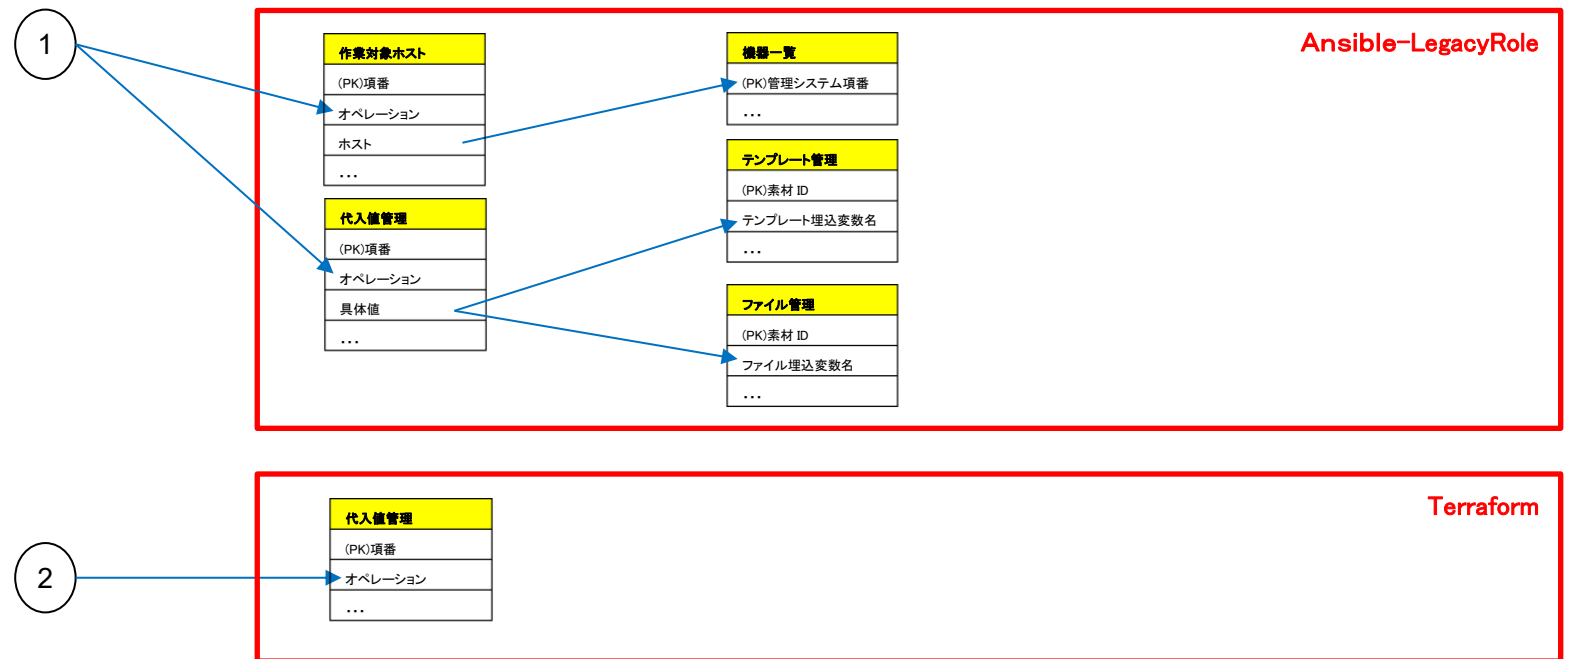 1
Ansible-LegacyRole
作業対象ホスト
(PK)項番
オペレーション
ホスト
...
機器一覧
(PK)管理システム項番
...
代入値管理
(PK)項番
オペレーション
具体値
...
テンプレート管理
(PK)素材 ID
テンプレート埋込変数名
...
ファイル管理
(PK)素材 ID
ファイル埋込変数名
...
2
Terraform
代入値管理
(PK)項番
オペレーション
...